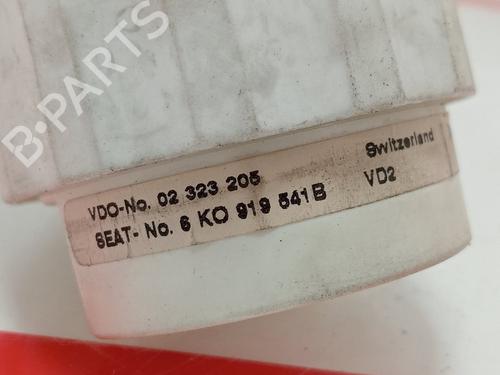 B-PARTS
VDO-No. 02 323 205 Switzerland
SEAT- No. 6 KO 919 541 B VD2